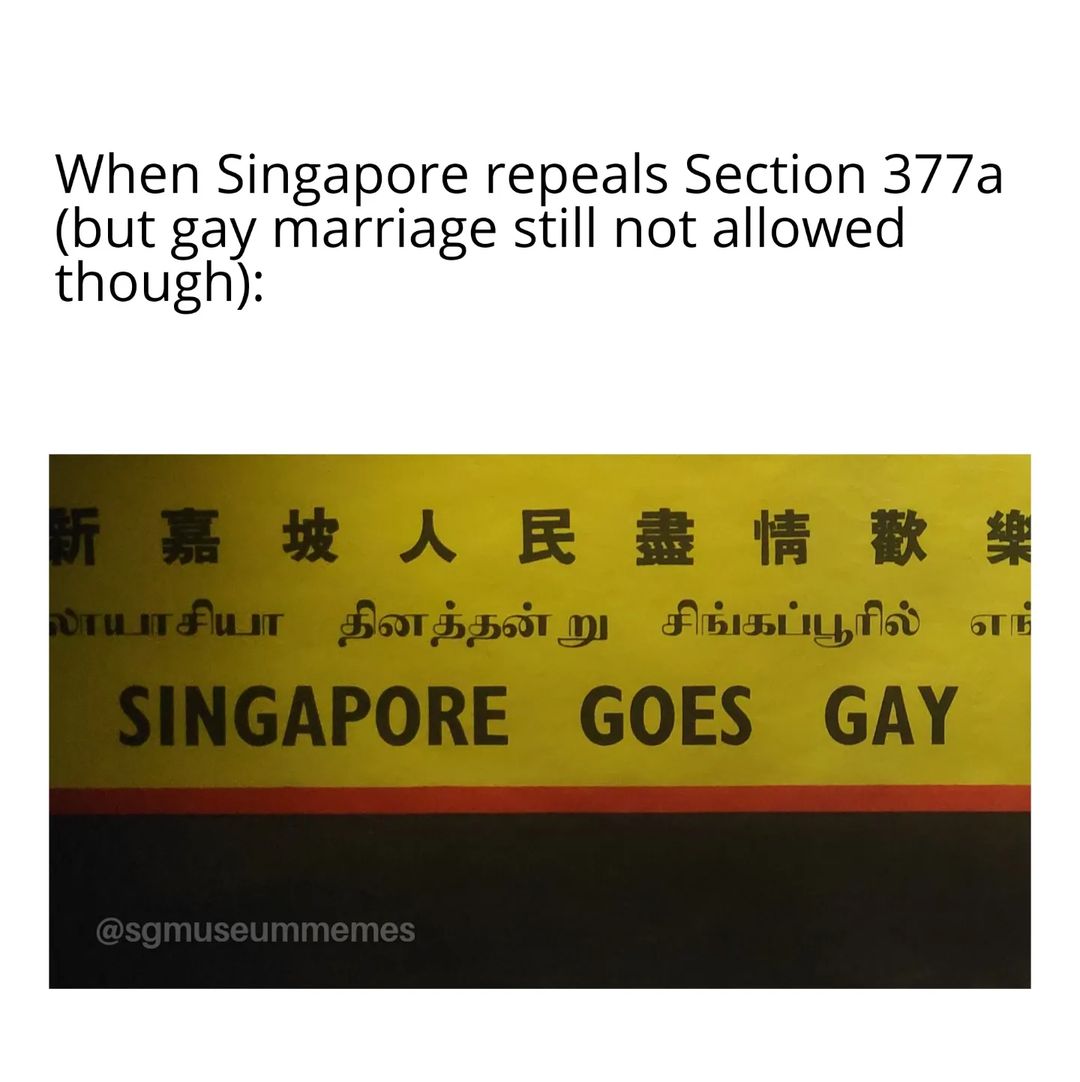 When Singapore repeals Section 377a
(but gay marriage still not allowed
though):
新 嘉 坡 人 民 盡 情 歡 樂
லாயாசியா தினத்தன்று சிங்கப்பூரில்
SINGAPORE GOES GAY
@sgmuseummemes